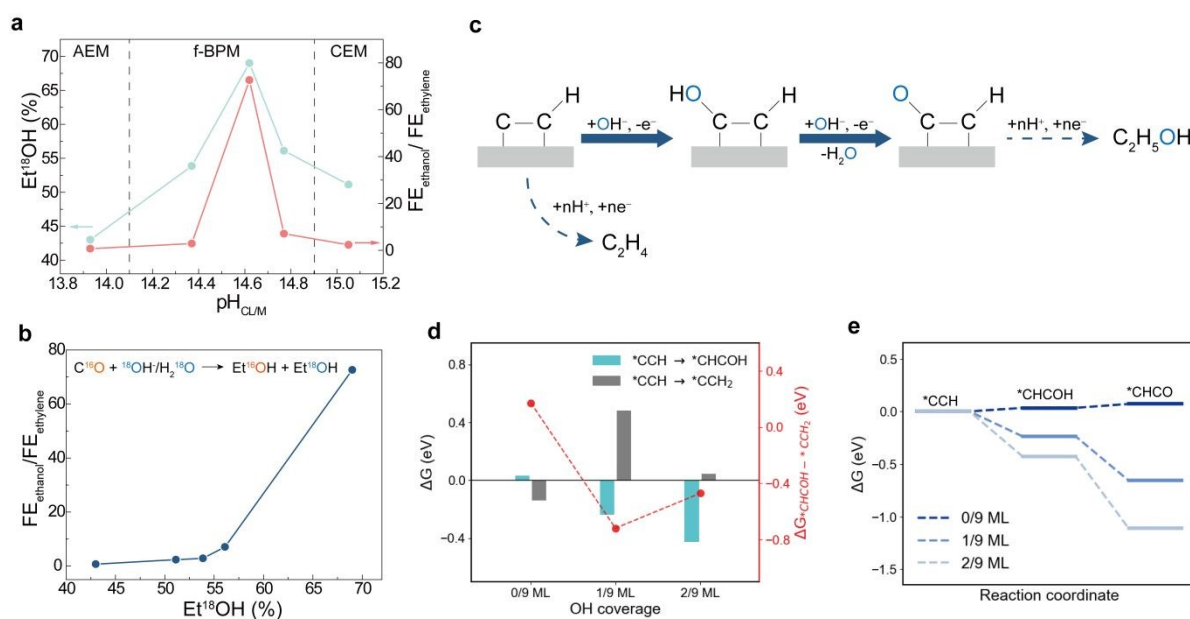 a
AEM
f-BPM
CEM
Et¹⁸OH (%)
70
65
60
55
50
45
40
80
60
40
20
0
FE_ethanol / FE_ethylene
13.8 14.0 14.2 14.4 14.6 14.8 15.0 15.2
pH_CL/M
b
C¹⁶O + ¹⁸OH⁻/H₂¹⁸O → Et¹⁶OH + Et¹⁸OH
FE_ethanol/FE_ethylene
80
60
40
20
0
40 45 50 55 60 65 70
Et¹⁸OH (%)
c
H
C – C
+OH⁻, -e⁻
HO
H
C – C
+OH⁻, -e⁻
-H₂O
O
H
C – C
+nH⁺, +ne⁻
C₂H₅OH
+nH⁺, +ne⁻
C₂H₄
d
*CCH → *CHCOH
*CCH → *CCH₂
ΔG (eV)
0.8
0.4
0.0
−0.4
0.4
0.0
−0.4
−0.8
ΔG*CHCOH − *CCH₂ (eV)
0/9 ML 1/9 ML 2/9 ML
OH coverage
e
ΔG (eV)
0.5
0.0
−0.5
−1.0
−1.5
*CCH
*CHCOH
*CHCO
0/9 ML
1/9 ML
2/9 ML
Reaction coordinate